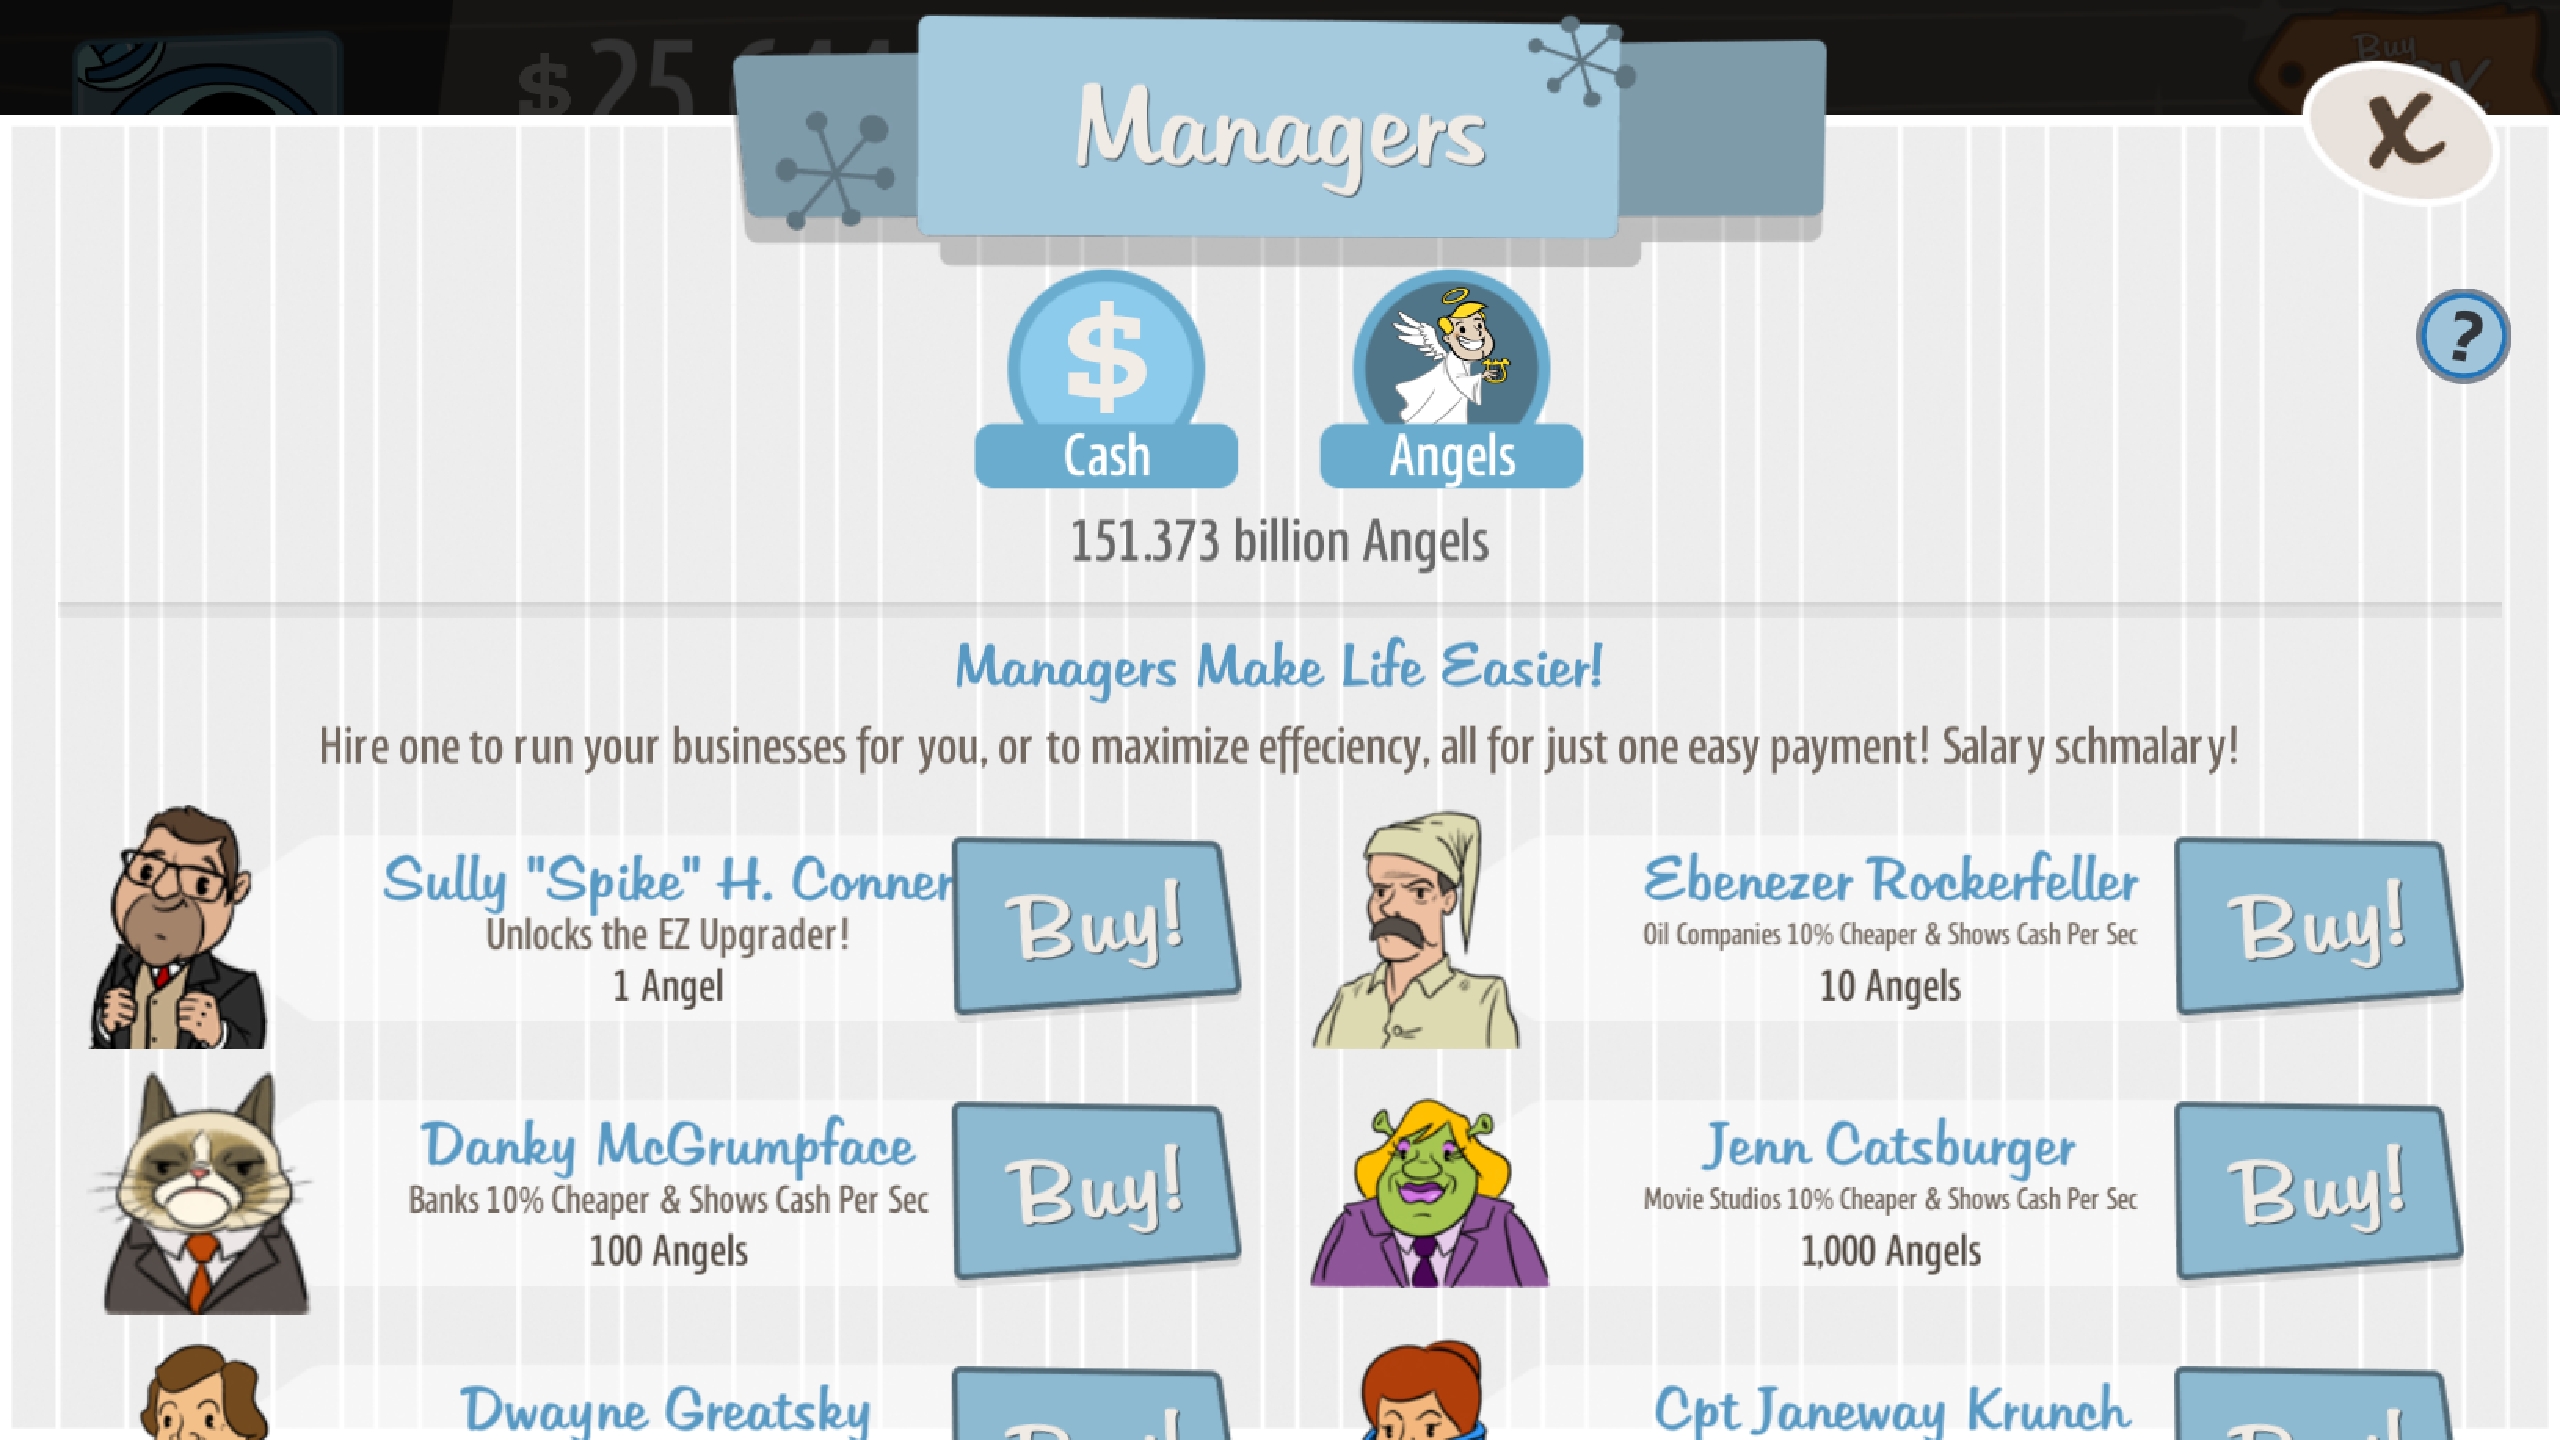 $25
Buy
Managers
X
$
Cash
Angels
?
151.373 billion Angels
Managers Make Life Easier!
Hire one to run your businesses for you, or to maximize effeciency, all for just one easy payment! Salary schmalary!
Sully "Spike" H. Conner
Unlocks the EZ Upgrader!
1 Angel
Buy!
Ebenezer Rockerfeller
Oil Companies 10% Cheaper & Shows Cash Per Sec
10 Angels
Buy!
Danky McGrumpface
Banks 10% Cheaper & Shows Cash Per Sec
100 Angels
Buy!
Jenn Catsburger
Movie Studios 10% Cheaper & Shows Cash Per Sec
1,000 Angels
Buy!
Dwayne Greatsky
Cpt Janeway Krunch